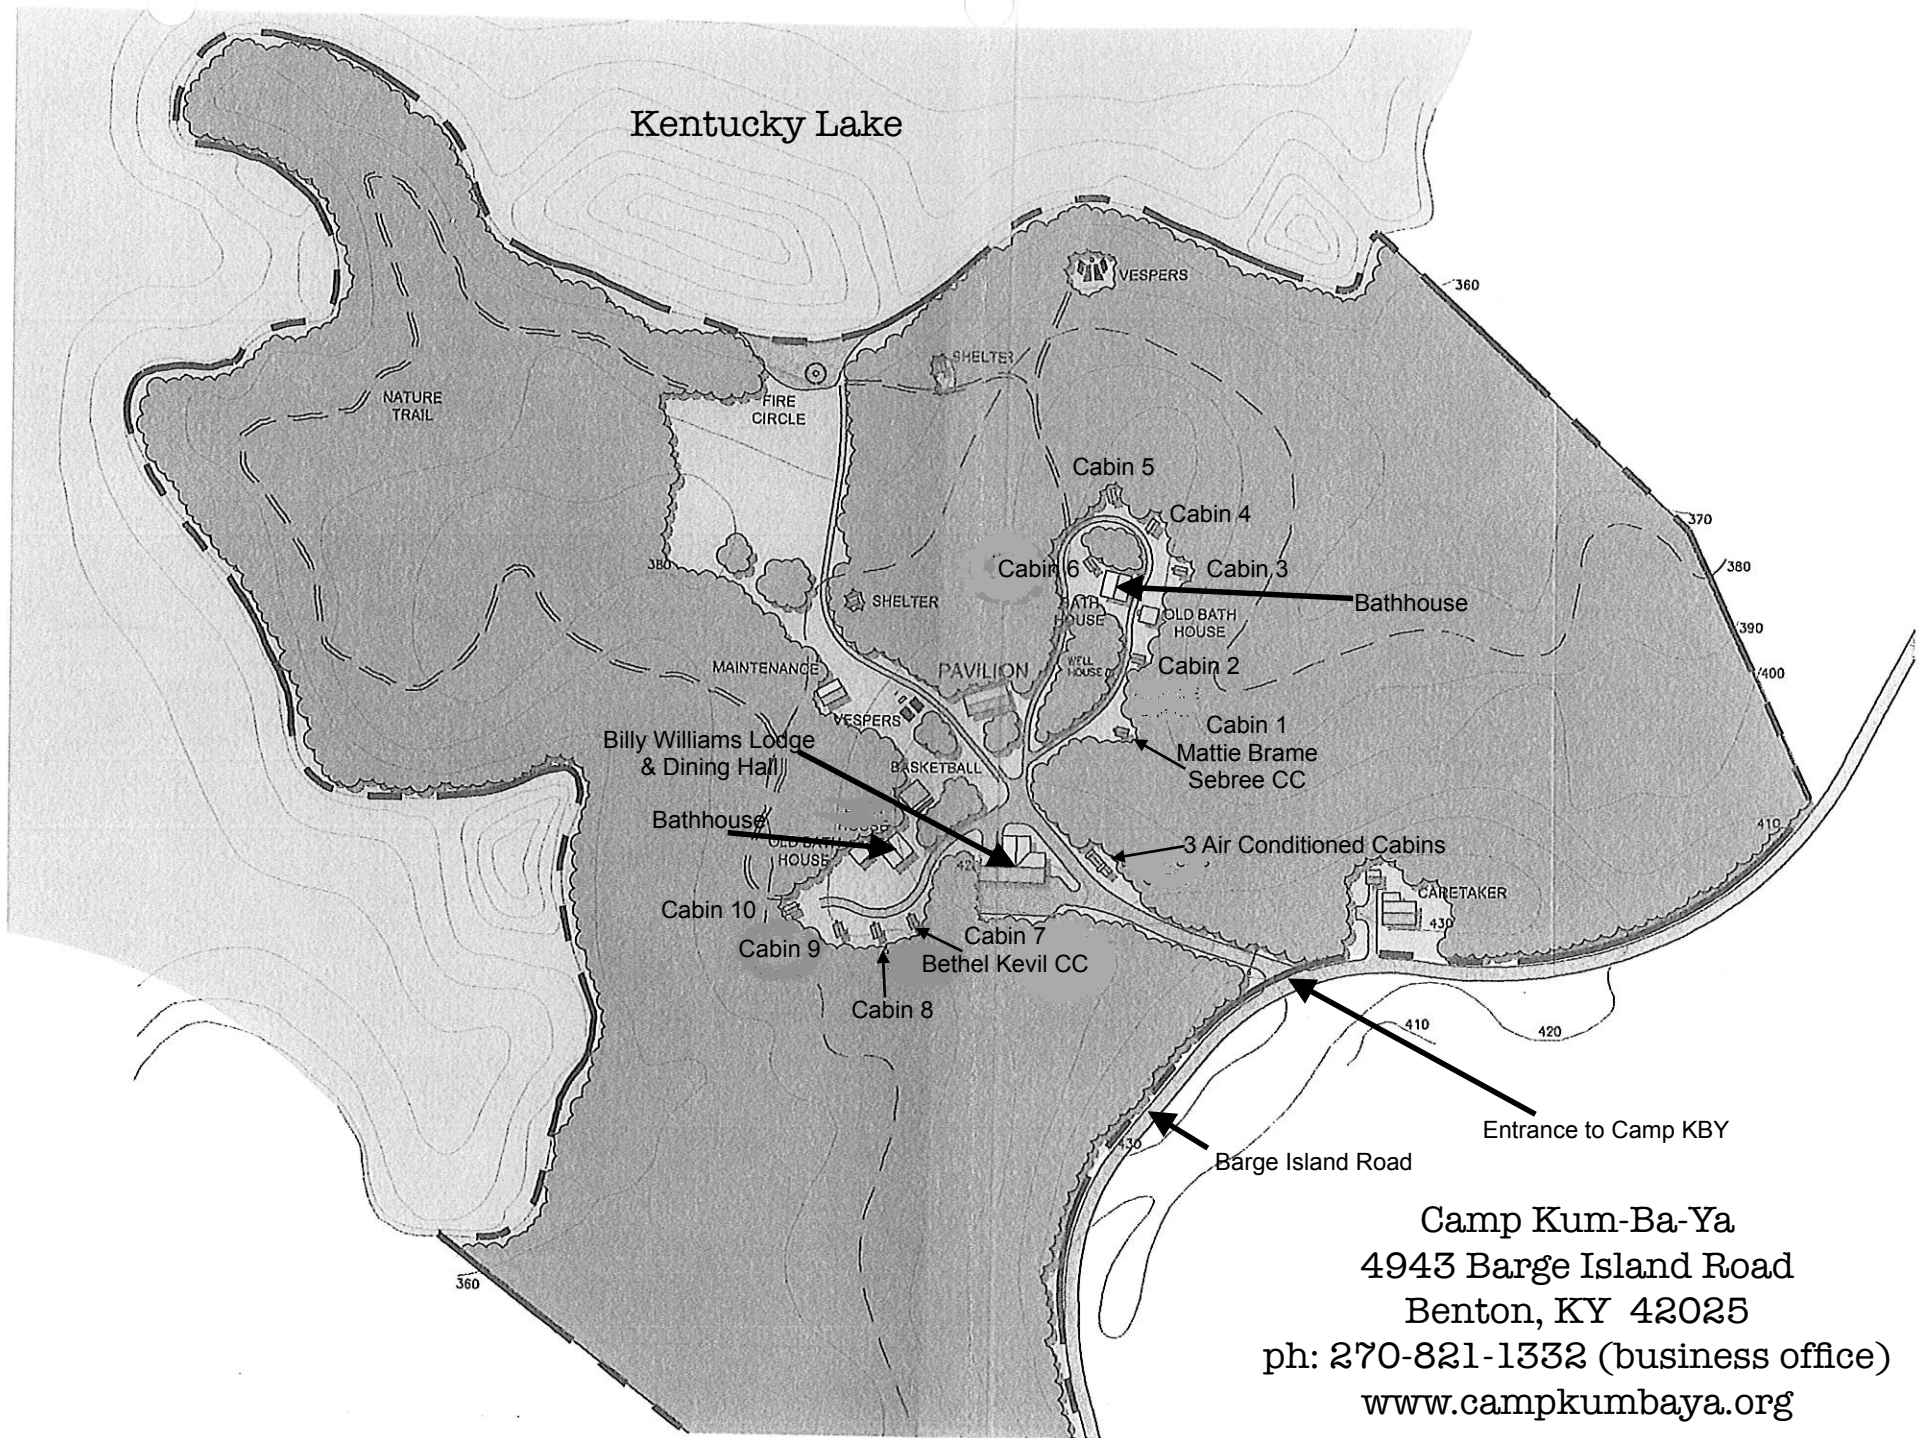 Kentucky Lake
VESPERS
360
SHELTER
NATURE
TRAIL
FIRE
CIRCLE
Cabin 5
Cabin 4
370
380
Cabin 6
Cabin 3
380
Bathhouse
SHELTER
BATH
HOUSE
OLD BATH
HOUSE
390
MAINTENANCE
PAVILION
WELL
HOUSE
Cabin 2
400
VESPERS
Cabin 1
Mattie Brame
Sebree CC
Billy Williams Lodge
& Dining Hall
BASKETBALL
Bathhouse
HOUSE
OLD BATH
HOUSE
410
3 Air Conditioned Cabins
CARETAKER
430
Cabin 10
Cabin 9
Cabin 7
Bethel Kevil CC
Cabin 8
410
420
430
Entrance to Camp KBY
Barge Island Road
360
Camp Kum-Ba-Ya
4943 Barge Island Road
Benton, KY 42025
ph: 270-821-1332 (business office)
www.campkumbaya.org